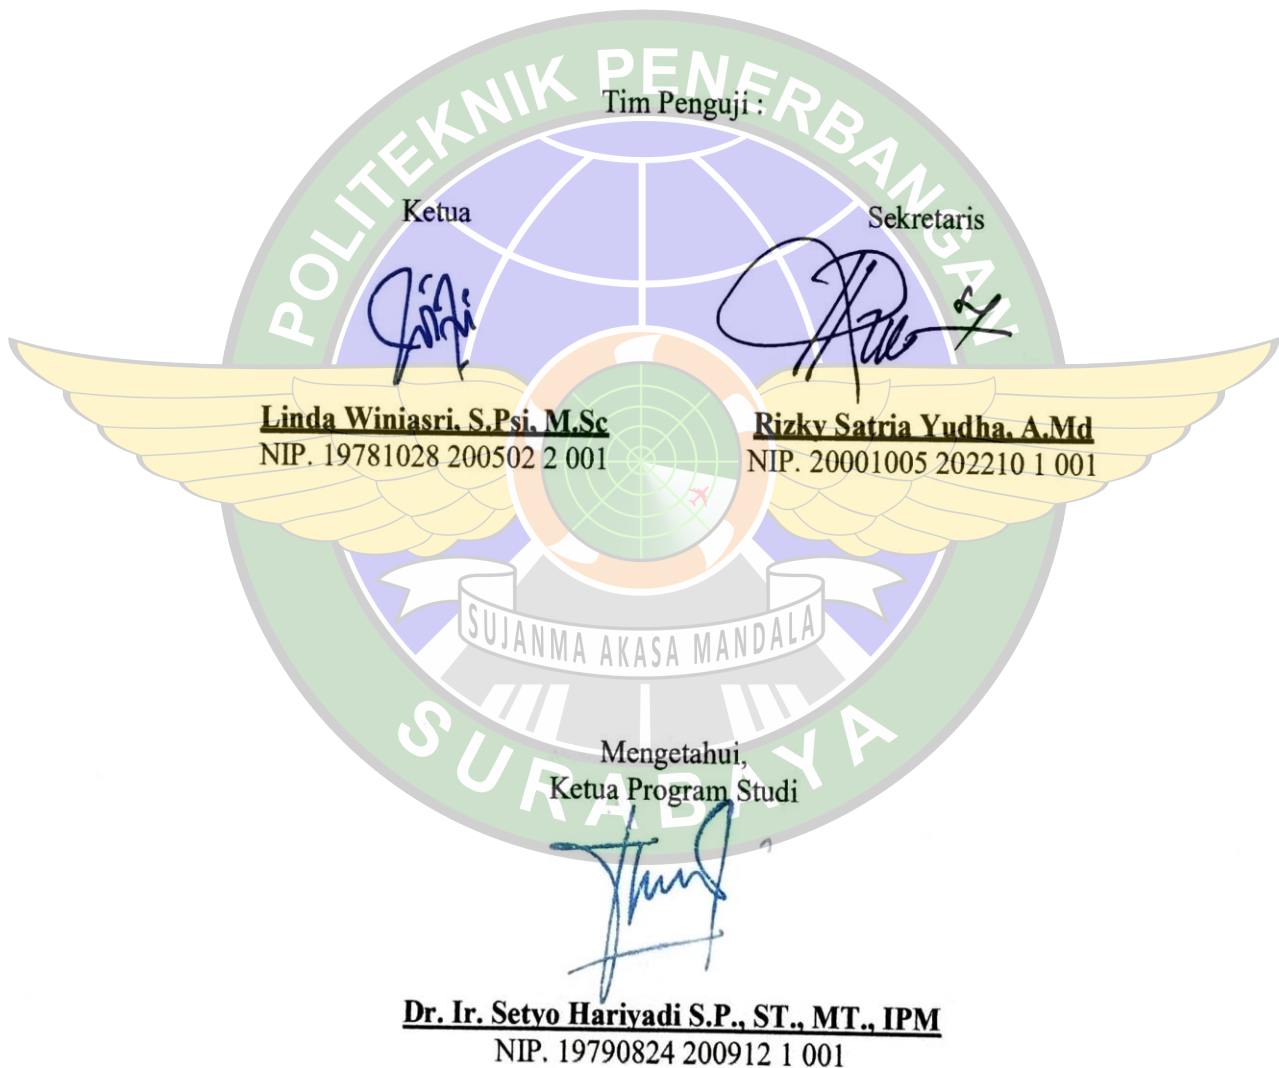 POLITEKNIK PENERBANGAN
Tim Penguji :
Ketua
Sekretaris
Linda Winiasri, S.Psi, M.Sc
NIP. 19781028 200502 2 001
Rizky Satria Yudha, A.Md
NIP. 20001005 202210 1 001
SUJANMA AKASA MANDALA
SURABAYA
Mengetahui,
Ketua Program Studi
Dr. Ir. Setyo Hariyadi S.P., ST., MT., IPM
NIP. 19790824 200912 1 001